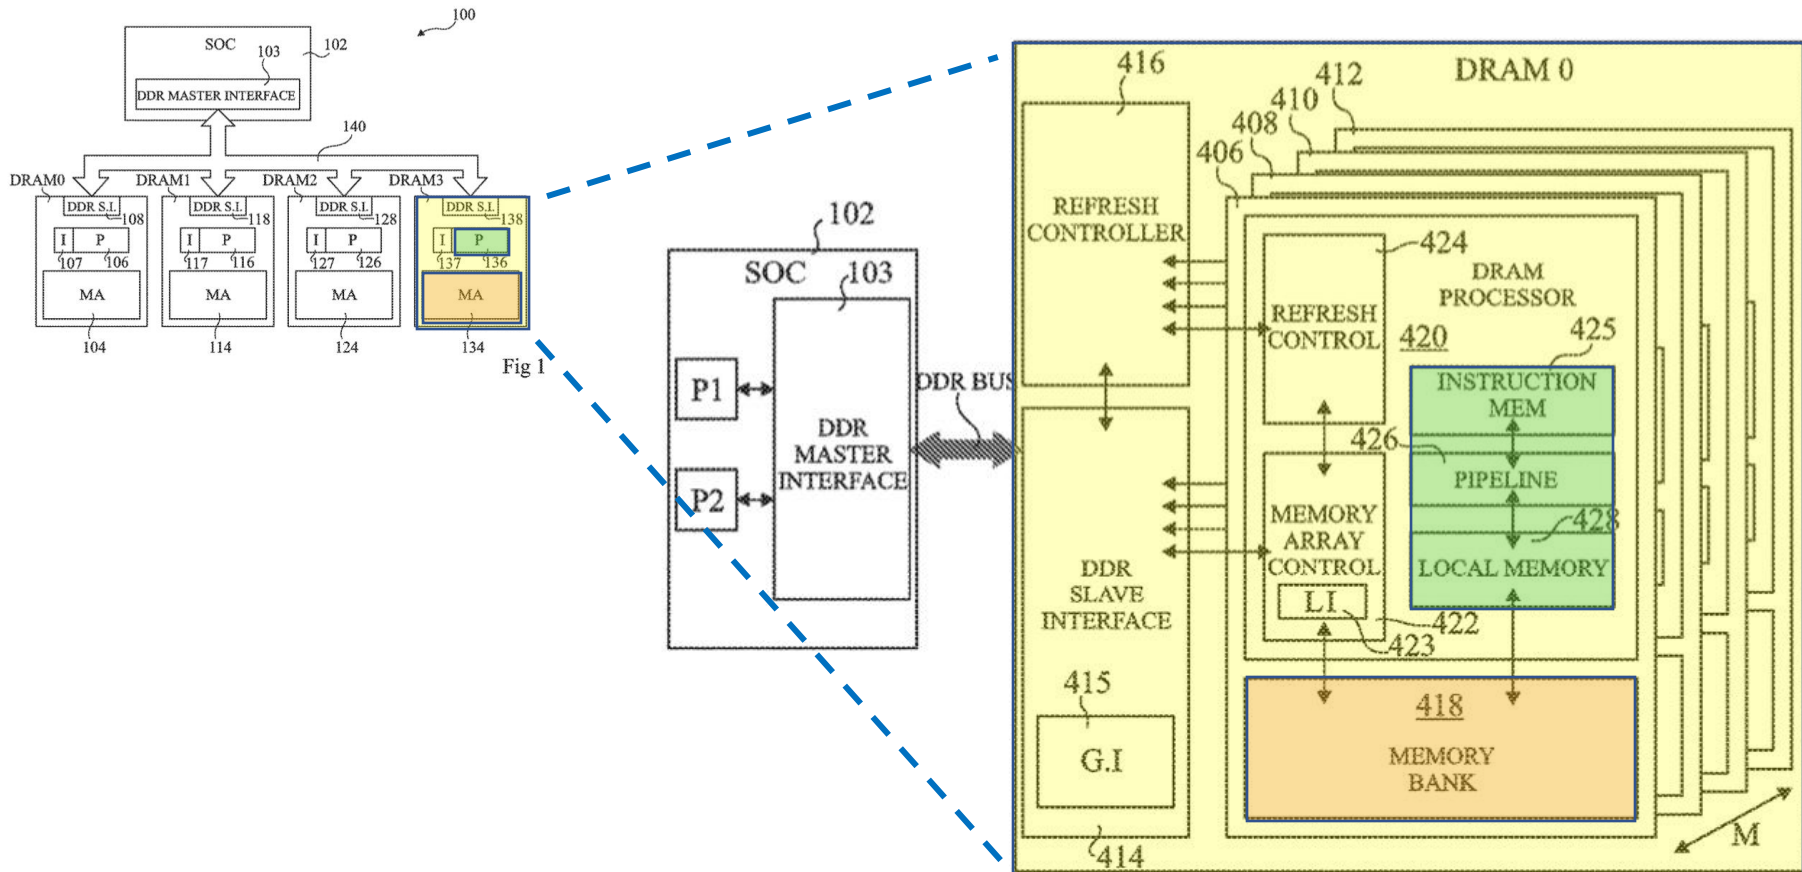 100
SOC
102
103
DDR MASTER INTERFACE
140
DRAM0
DRAM1
DRAM2
DRAM3
DDR S.I.
108
DDR S.I.
118
DDR S.I.
128
DDR S.I.
138
I
P
I
P
I
P
I
P
107
106
117
116
127
126
137
136
MA
MA
MA
MA
104
114
124
134
Fig 1
102
SOC
103
P1
P2
DDR
MASTER
INTERFACE
DDR BUS
DRAM 0
416
412
410
408
406
REFRESH
CONTROLLER
424
REFRESH
CONTROL
DRAM
PROCESSOR
420
425
INSTRUCTION
MEM
426
PIPELINE
428
LOCAL MEMORY
MEMORY
ARRAY
CONTROL
LI
422
423
DDR
SLAVE
INTERFACE
415
G.I
414
418
MEMORY
BANK
M